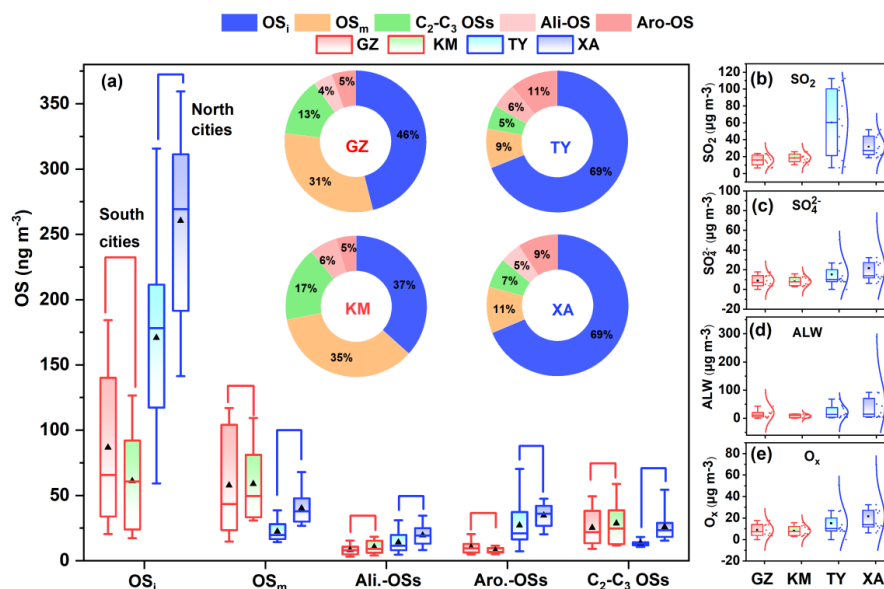 OSi OSm C2-C3 OSs Ali-OS Aro-OS
GZ KM TY XA
(a)
OS (ng m-3)
350
300
250
200
150
100
50
0
North cities
South cities
5%
4%
13%
46%
31%
GZ
11%
6%
5%
9%
69%
TY
5%
6%
17%
37%
35%
KM
9%
5%
7%
11%
69%
XA
OSi OSm Ali.-OSs Aro.-OSs C2-C3 OSs
(b) SO2
SO2 (μg m-3)
120
100
80
60
40
20
0
-20
(c) SO42-
SO42- (μg m-3)
100
80
60
40
20
0
-20
(d) ALW
ALW (μg m-3)
300
200
100
0
(e) Ox
Ox (μg m-3)
100
80
60
40
20
0
-20
GZ KM TY XA